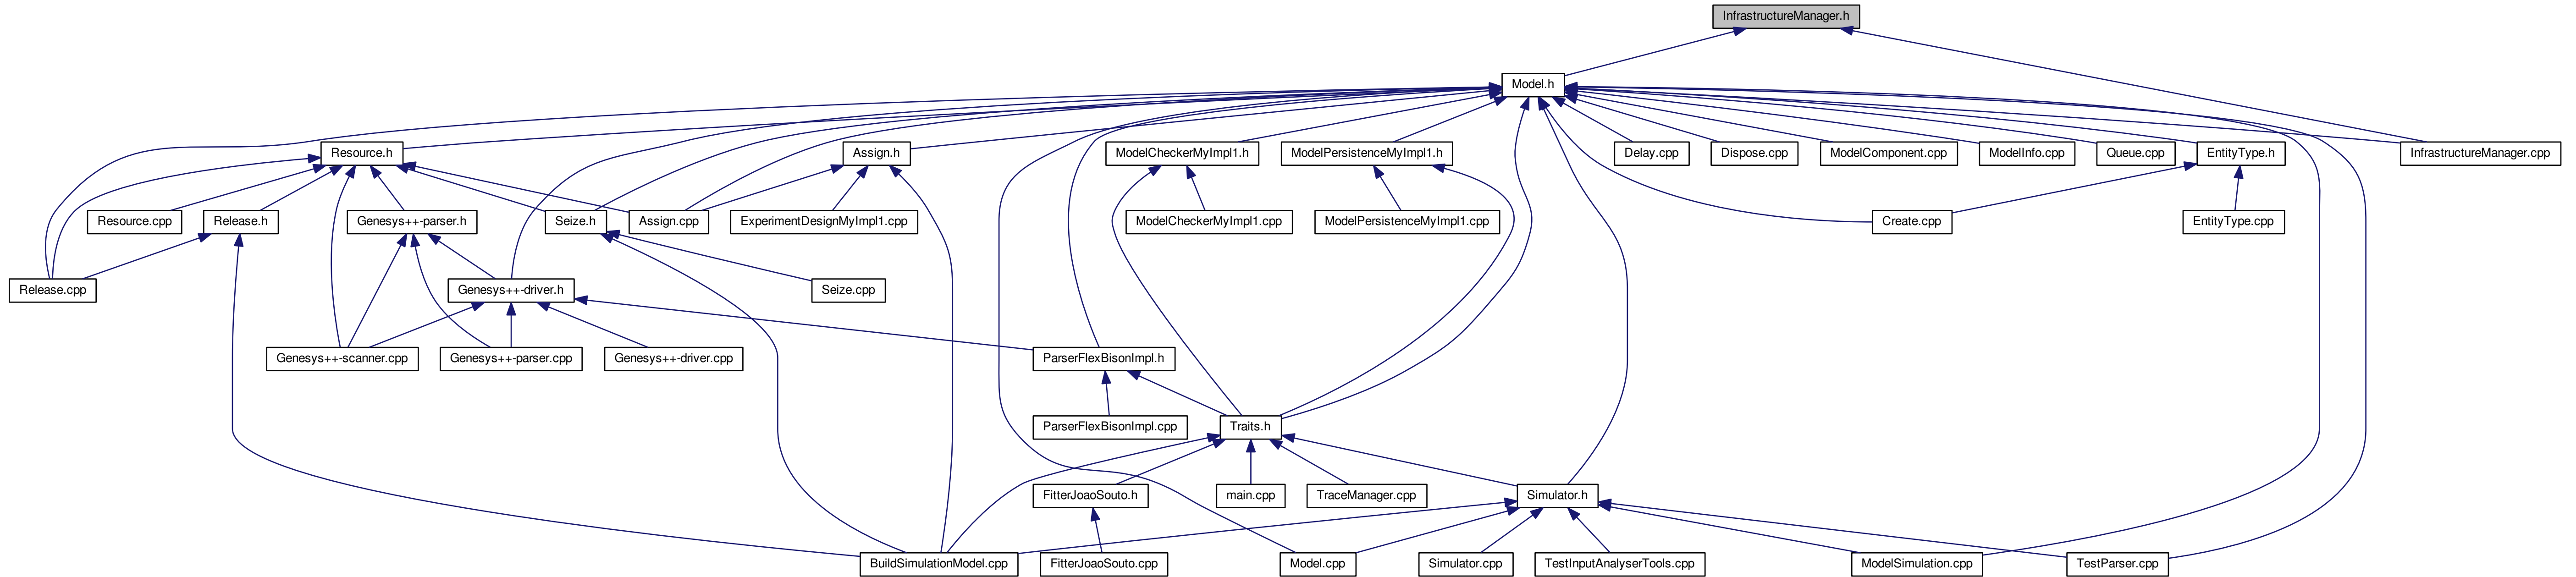 InfrastructureManager.h
Model.h
Resource.h
Assign.h
ModelCheckerMyImpl1.h
ModelPersistenceMyImpl1.h
Delay.cpp
Dispose.cpp
ModelComponent.cpp
ModelInfo.cpp
Queue.cpp
EntityType.h
InfrastructureManager.cpp
Resource.cpp
Release.h
Genesys++-parser.h
Seize.h
Assign.cpp
ExperimentDesignMyImpl1.cpp
ModelCheckerMyImpl1.cpp
ModelPersistenceMyImpl1.cpp
Create.cpp
EntityType.cpp
Release.cpp
Genesys++-driver.h
Seize.cpp
Genesys++-scanner.cpp
Genesys++-parser.cpp
Genesys++-driver.cpp
ParserFlexBisonImpl.h
ParserFlexBisonImpl.cpp
Traits.h
FitterJoaoSouto.h
main.cpp
TraceManager.cpp
Simulator.h
BuildSimulationModel.cpp
FitterJoaoSouto.cpp
Model.cpp
Simulator.cpp
TestInputAnalyserTools.cpp
ModelSimulation.cpp
TestParser.cpp